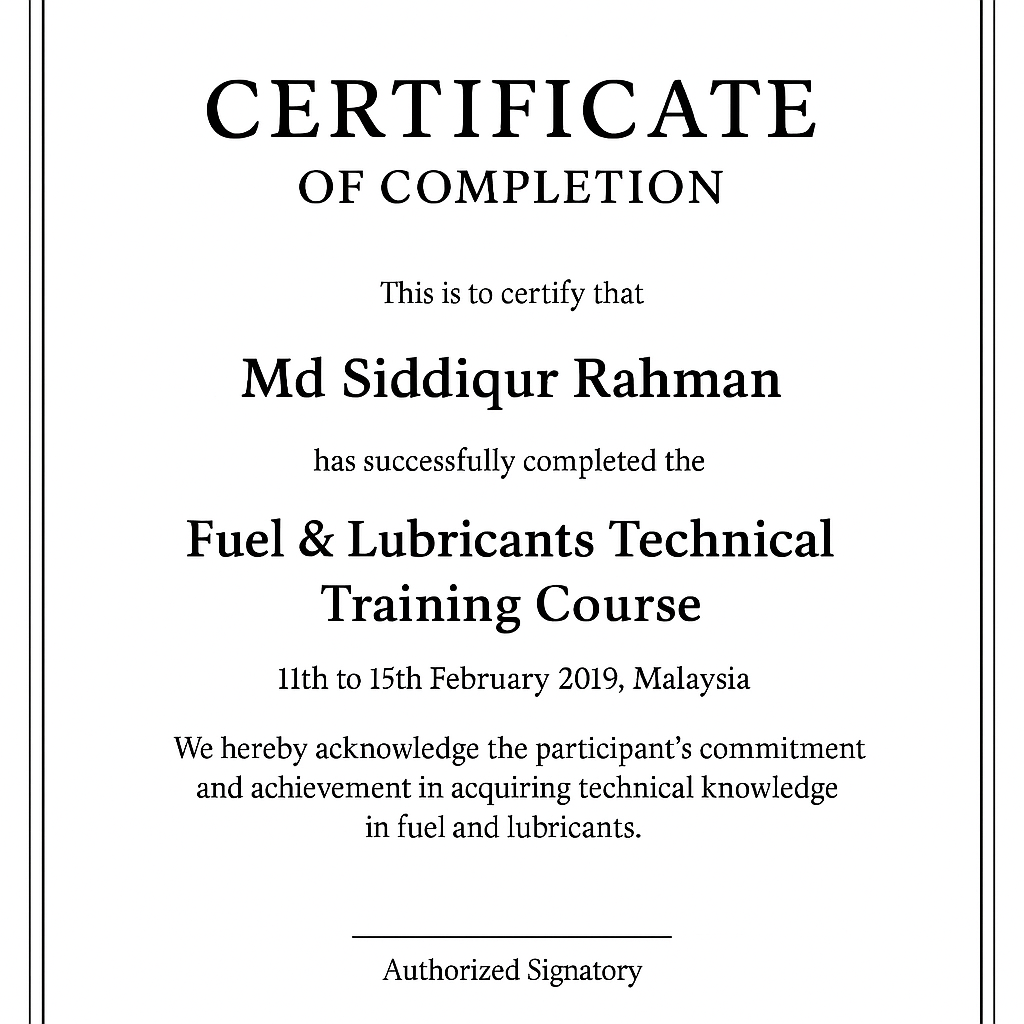 CERTIFICATE
OF COMPLETION
This is to certify that
Md Siddiqur Rahman
has successfully completed the
Fuel & Lubricants Technical
Training Course
11th to 15th February 2019, Malaysia
We hereby acknowledge the participant’s commitment
and achievement in acquiring technical knowledge
in fuel and lubricants.
Authorized Signatory